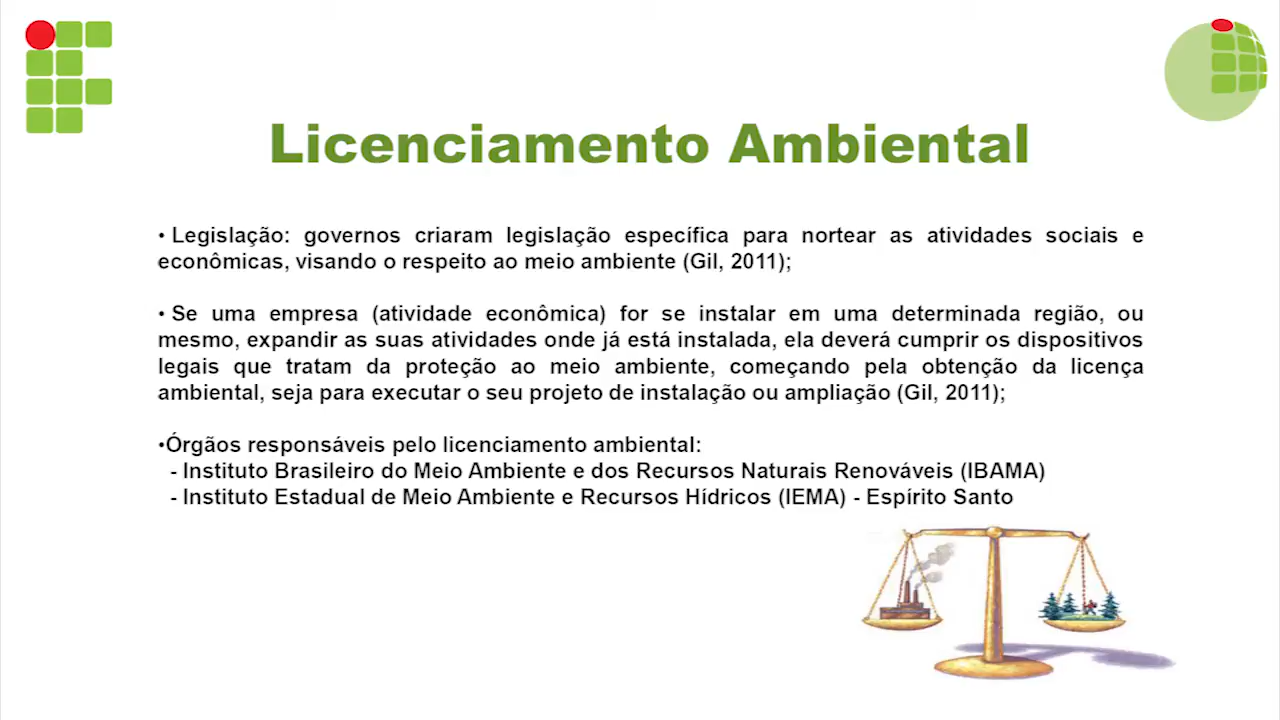 Licenciamento Ambiental
• Legislação: governos criaram legislação específica para nortear as atividades sociais e
econômicas, visando o respeito ao meio ambiente (Gil, 2011);
• Se uma empresa (atividade econômica) for se instalar em uma determinada região, ou
mesmo, expandir as suas atividades onde já está instalada, ela deverá cumprir os dispositivos
legais que tratam da proteção ao meio ambiente, começando pela obtenção da licença
ambiental, seja para executar o seu projeto de instalação ou ampliação (Gil, 2011);
•Órgãos responsáveis pelo licenciamento ambiental:
- Instituto Brasileiro do Meio Ambiente e dos Recursos Naturais Renováveis (IBAMA)
- Instituto Estadual de Meio Ambiente e Recursos Hídricos (IEMA) - Espírito Santo